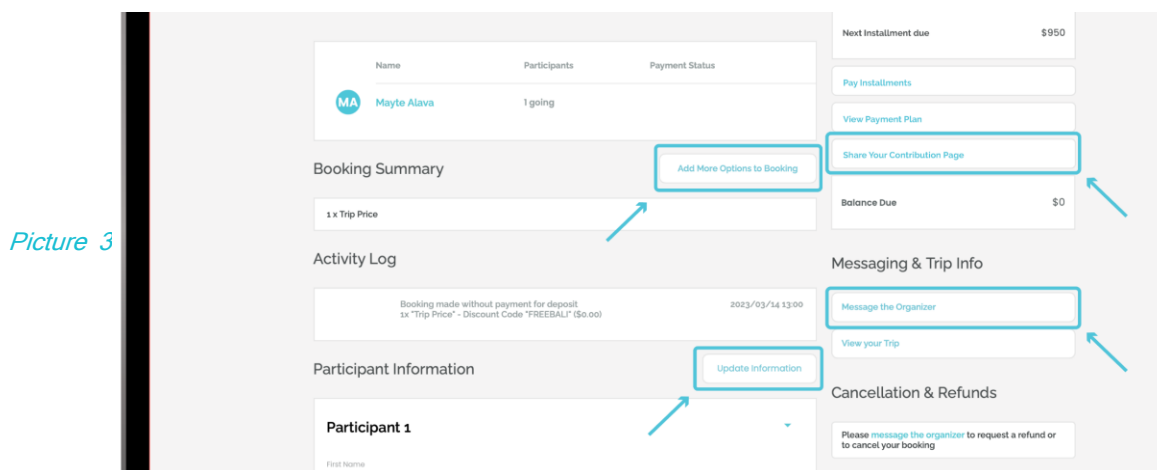 Picture 3
Name Participants Payment Status
MA Mayte Alava 1 going
Booking Summary
Add More Options to Booking
1 x Trip Price
Activity Log
Booking made without payment for deposit 2023/03/14 13:00
1x "Trip Price" - Discount Code "FREEBALI" ($0.00)
Participant Information
Update Information
Participant 1
First Name
Next Installment due $950
Pay Installments
View Payment Plan
Share Your Contribution Page
Balance Due $0
Messaging & Trip Info
Message the Organizer
View your Trip
Cancellation & Refunds
Please message the organizer to request a refund or
to cancel your booking